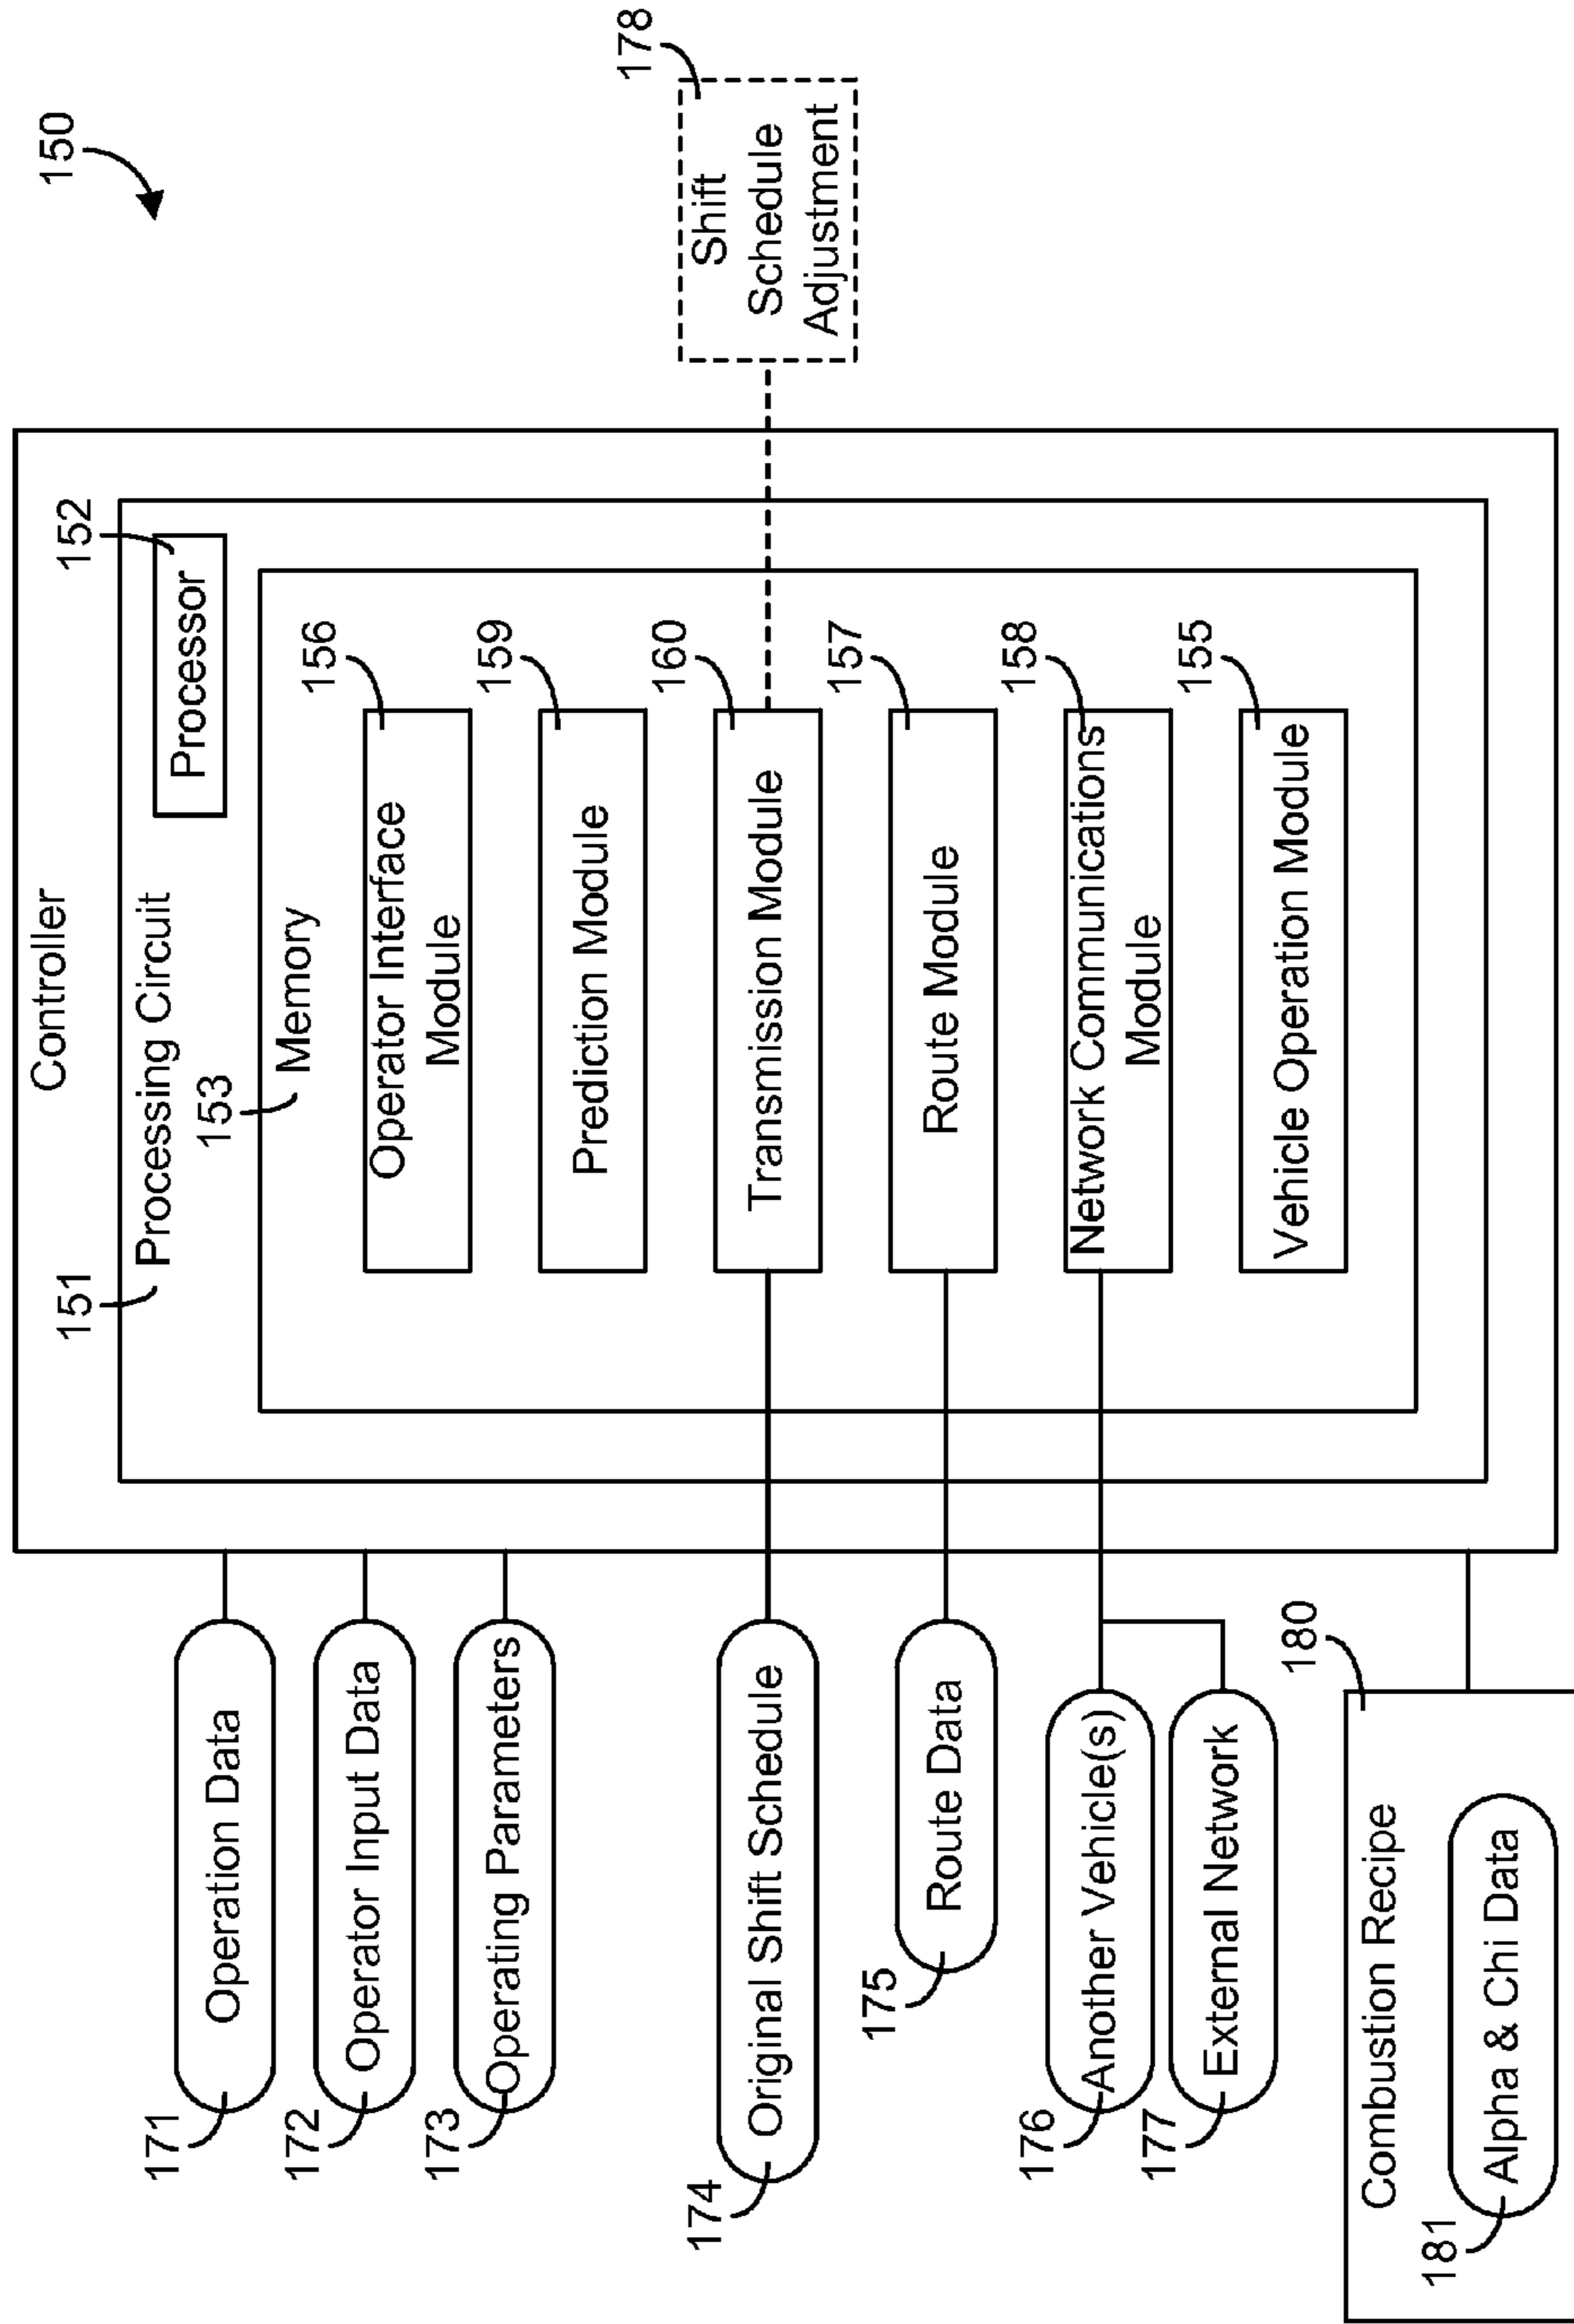 150
Controller
151
Processing Circuit
152
Processor
153
Memory
156
Operator Interface
Module
159
Prediction Module
160
Transmission Module
157
Route Module
158
Network Communications
Module
155
Vehicle Operation Module
171
Operation Data
172
Operator Input Data
173
Operating Parameters
174
Original Shift Schedule
175
Route Data
176
Another Vehicle(s)
177
External Network
180
Combustion Recipe
181
Alpha & Chi Data
178
Shift
Schedule
Adjustment